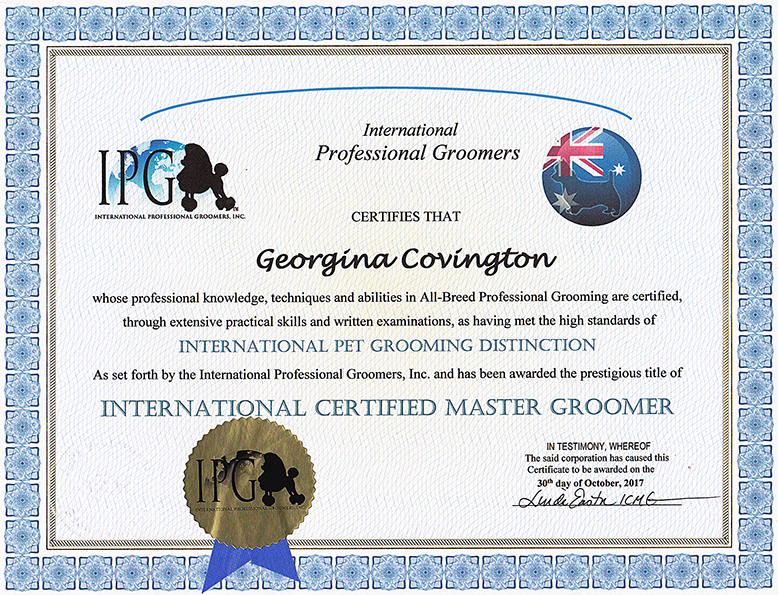 International
Professional Groomers
IPG
TM
INTERNATIONAL PROFESSIONAL GROOMERS, INC.
CERTIFIES THAT
Georgina Covington
whose professional knowledge, techniques and abilities in All-Breed Professional Grooming are certified,
through extensive practical skills and written examinations, as having met the high standards of
INTERNATIONAL PET GROOMING DISTINCTION
As set forth by the International Professional Groomers, Inc. and has been awarded the prestigious title of
INTERNATIONAL CERTIFIED MASTER GROOMER
IN TESTIMONY, WHEREOF
The said corporation has caused this
Certificate to be awarded on the
30th day of October, 2017
Linda Easton ICMG
IPG
INTERNATIONAL PROFESSIONAL GROOMERS